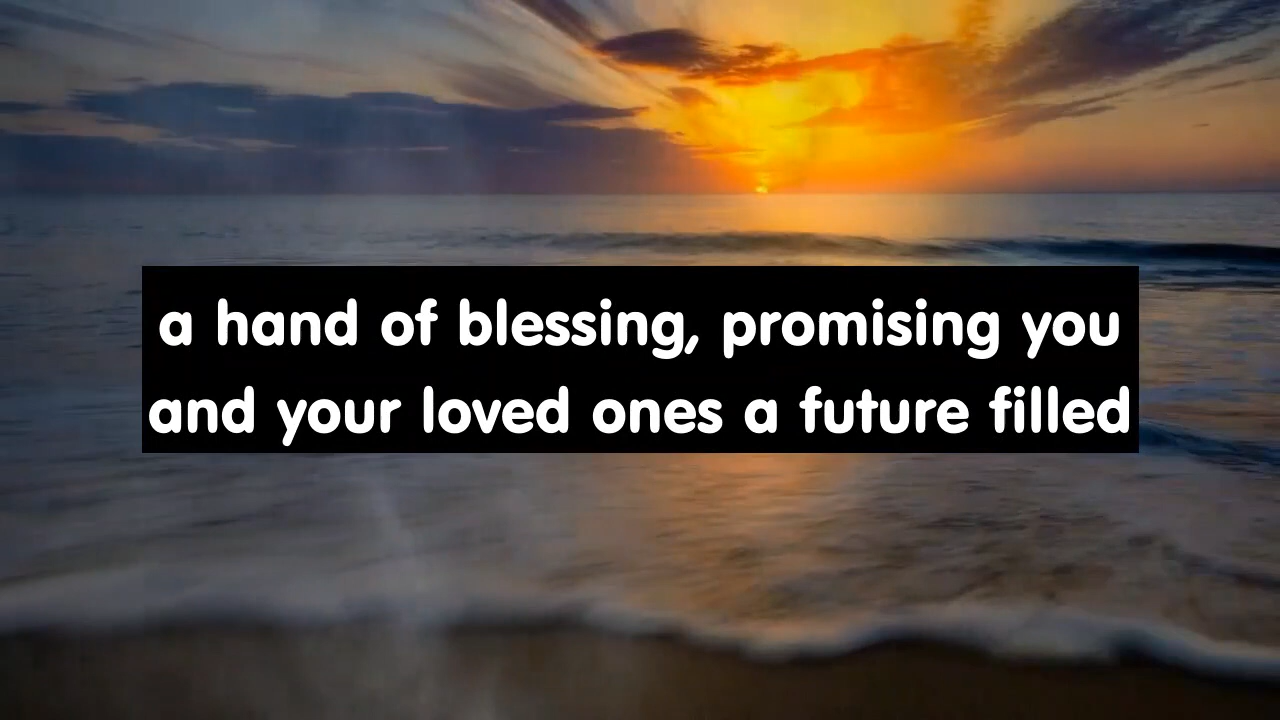 a hand of blessing, promising you
and your loved ones a future filled